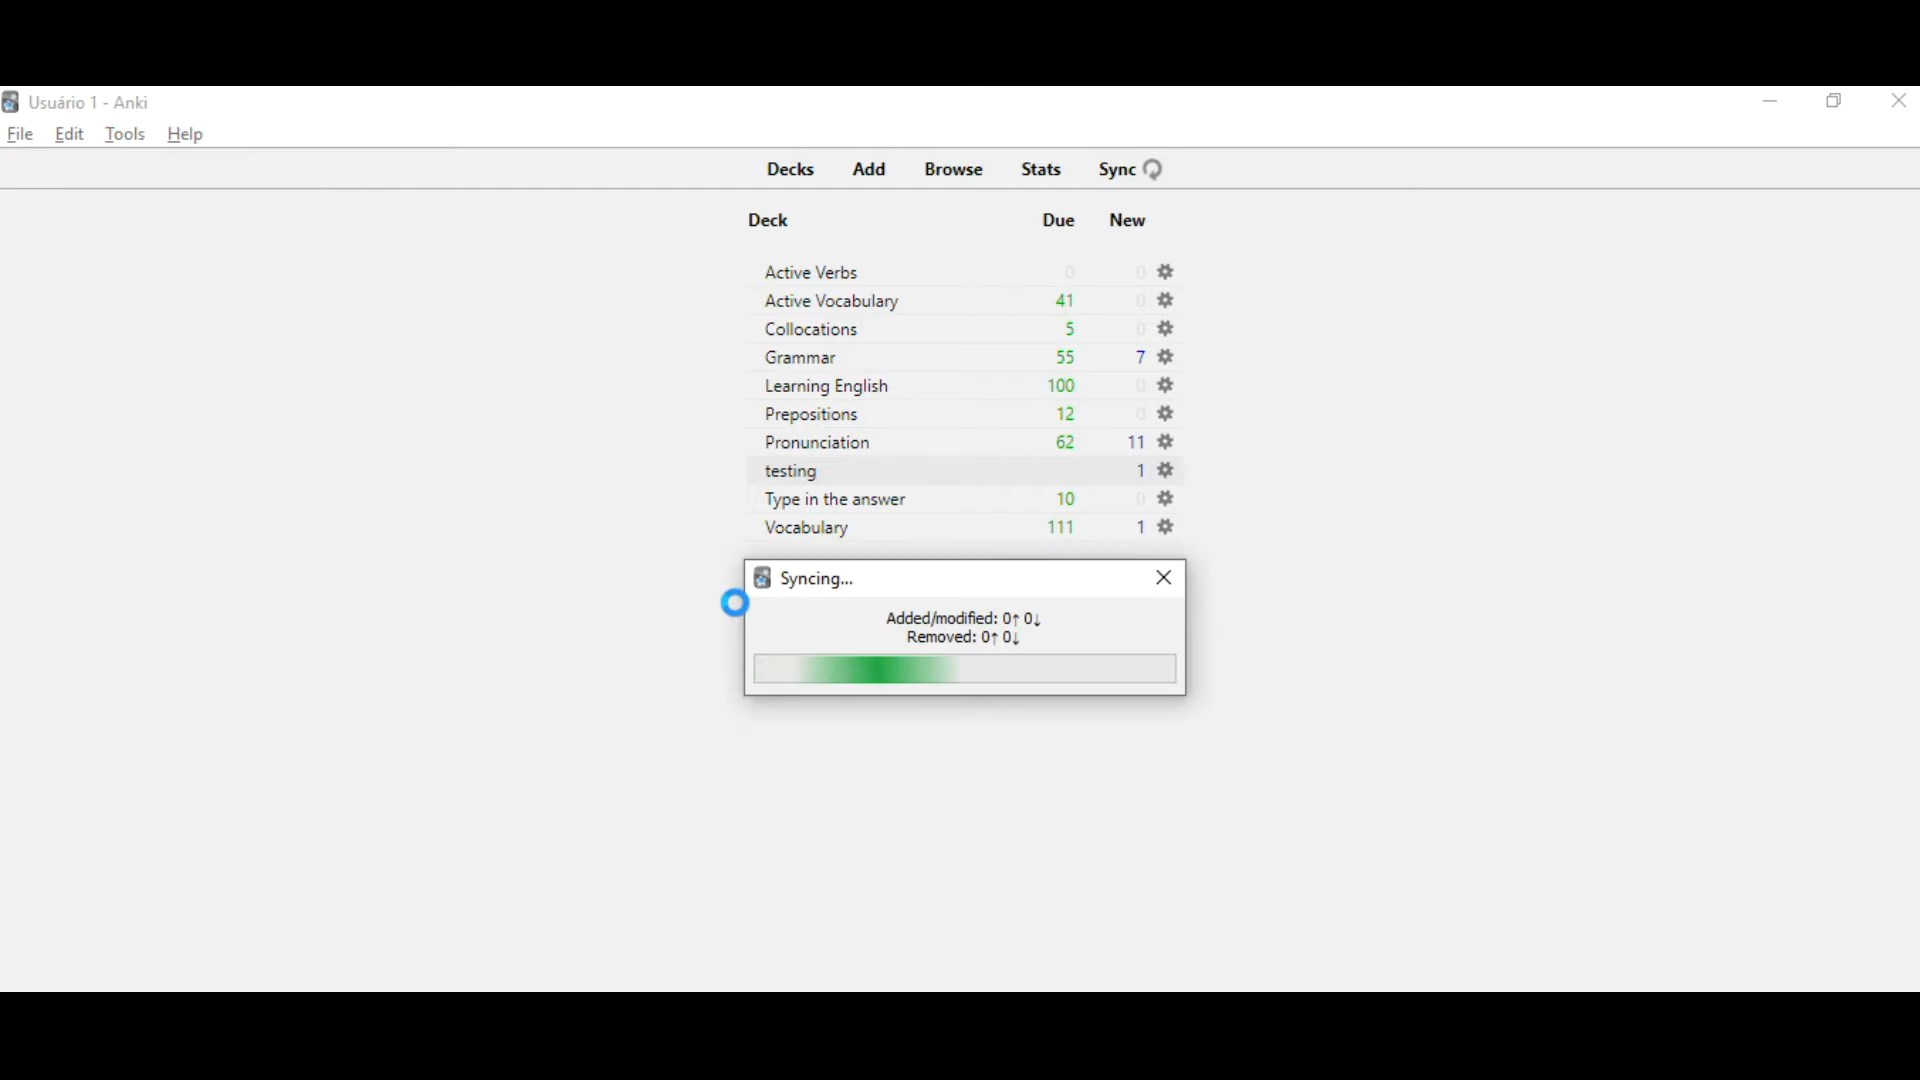 Usuário 1 - Anki
File Edit Tools Help
Decks Add Browse Stats Sync
Deck Due New
Active Verbs 0 0
Active Vocabulary 41 0
Collocations 5 0
Grammar 55 7
Learning English 100 0
Prepositions 12 0
Pronunciation 62 11
testing 1
Type in the answer 10 0
Vocabulary 111 1
Syncing...
Added/modified: 0↑ 0↓
Removed: 0↑ 0↓